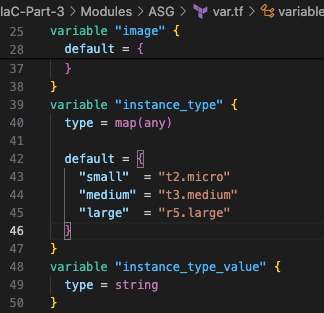 IaC-Part-3 > Modules > ASG > var.tf > variable
25 variable "image" {
28   default = {
37   }
38 }
39 variable "instance_type" {
40   type = map(any)
41
42   default = {
43     "small"  = "t2.micro"
44     "medium" = "t3.medium"
45     "large"  = "r5.large"
46   }
47 }
48 variable "instance_type_value" {
49   type = string
50 }